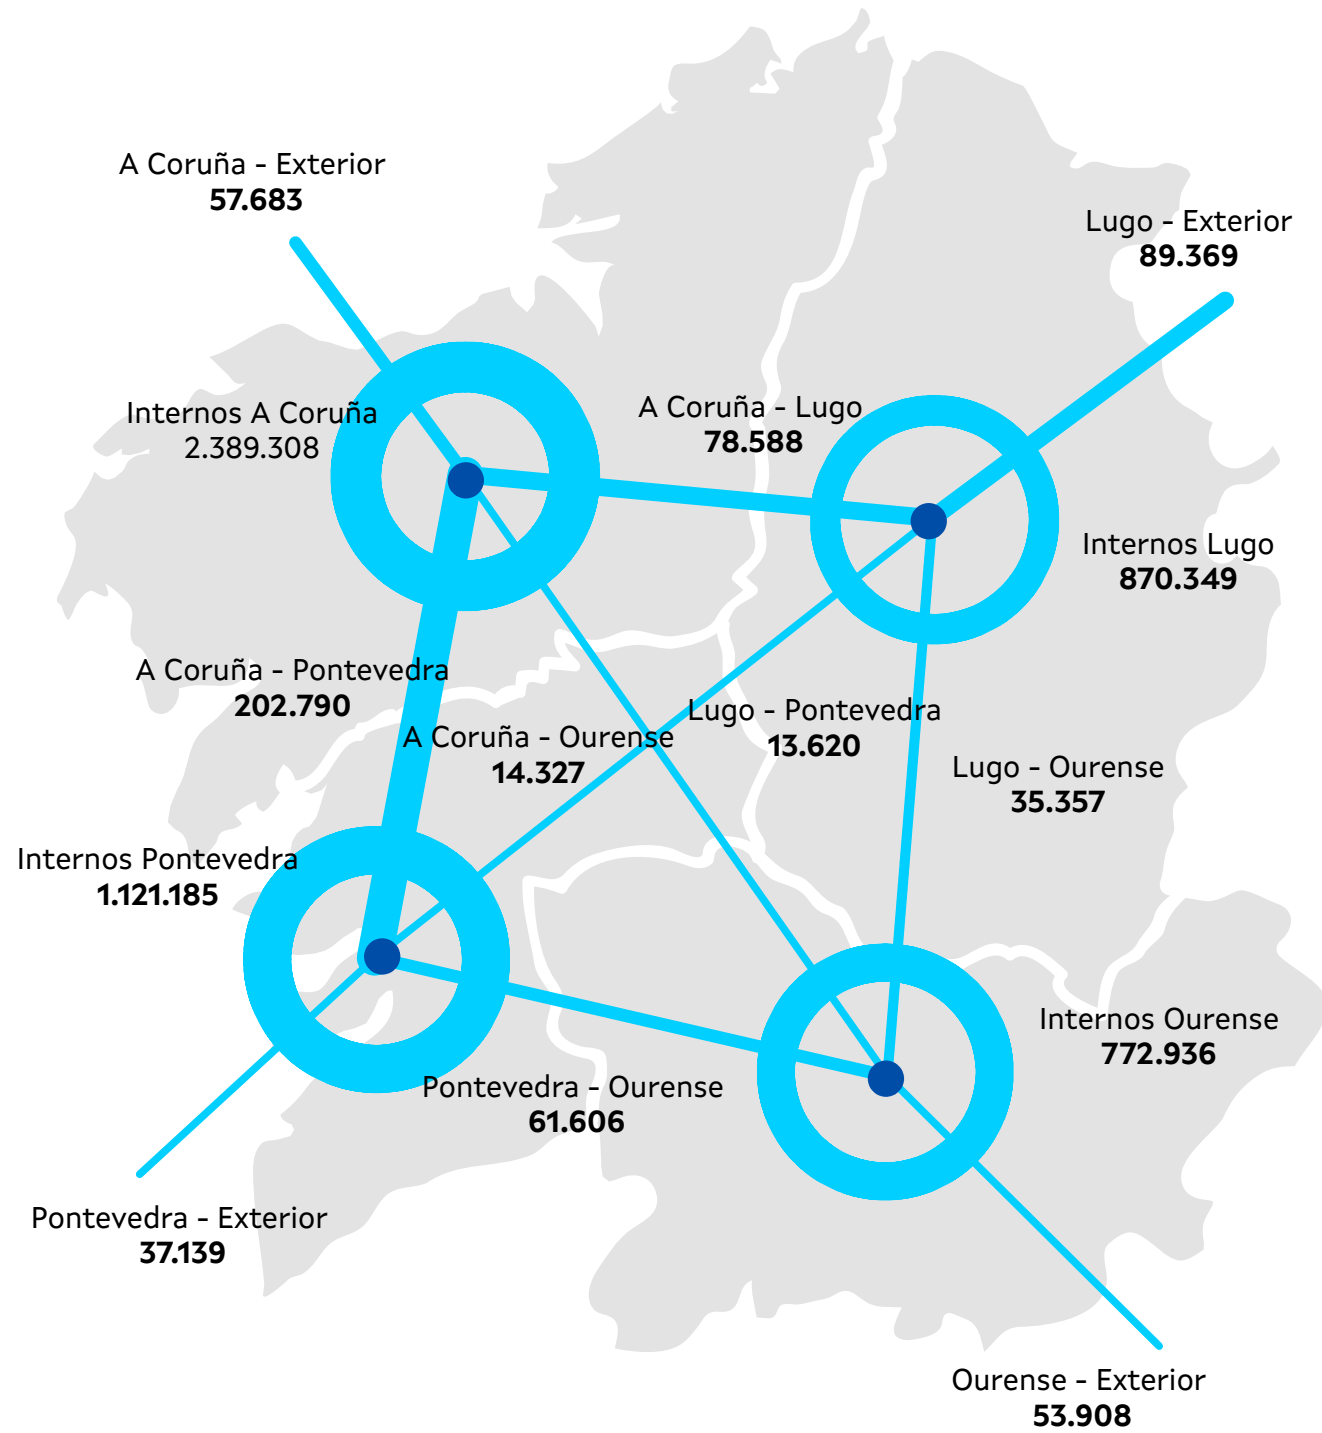 A Coruña - Exterior
57.683
Lugo - Exterior
89.369
Internos A Coruña
2.389.308
A Coruña - Lugo
78.588
Internos Lugo
870.349
A Coruña - Pontevedra
202.790
A Coruña - Ourense
14.327
Lugo - Pontevedra
13.620
Lugo - Ourense
35.357
Internos Pontevedra
1.121.185
Internos Ourense
772.936
Pontevedra - Ourense
61.606
Pontevedra - Exterior
37.139
Ourense - Exterior
53.908